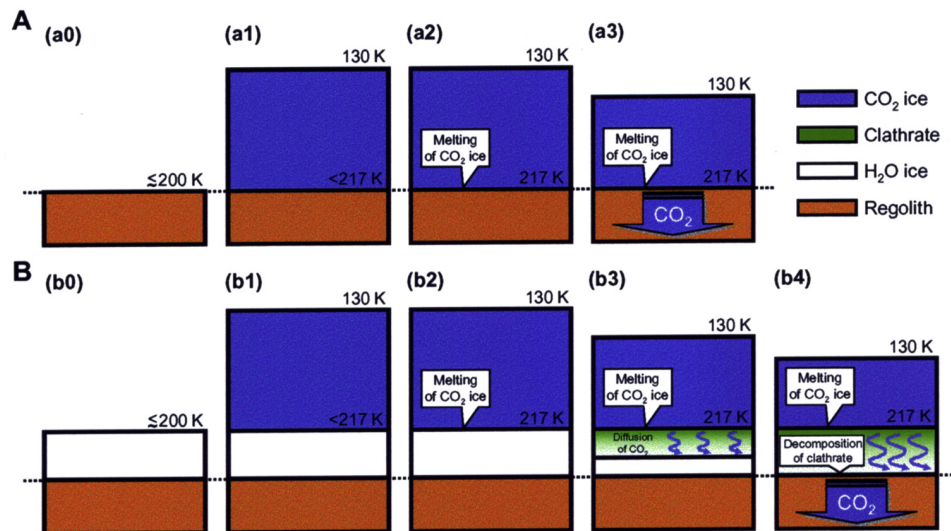 A
(a0)
(a1)
(a2)
(a3)
130 K
130 K
130 K
CO₂ ice
Clathrate
H₂O ice
Regolith
Melting
of CO₂ ice
Melting
of CO₂ ice
≲200 K
<217 K
217 K
217 K
CO₂
B
(b0)
(b1)
(b2)
(b3)
(b4)
130 K
130 K
130 K
130 K
Melting
of CO₂ ice
Melting
of CO₂ ice
Melting
of CO₂ ice
≲200 K
<217 K
217 K
217 K
217 K
Diffusion
of CO₂
Decomposition
of clathrate
CO₂